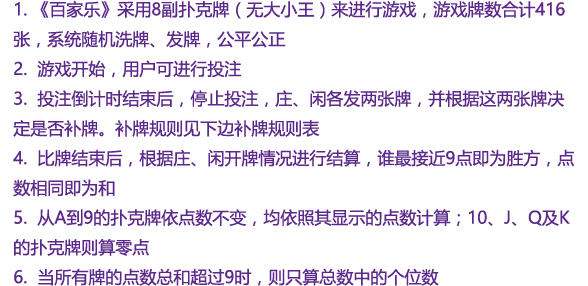 1. 《百家乐》采用8副扑克牌（无大小王）来进行游戏，游戏牌数合计416
张，系统随机洗牌、发牌，公平公正
2. 游戏开始，用户可进行投注
3. 投注倒计时结束后，停止投注，庄、闲各发两张牌，并根据这两张牌决
定是否补牌。补牌规则见下边补牌规则表
4. 比牌结束后，根据庄、闲开牌情况进行结算，谁最接近9点即为胜方，点
数相同即为和
5. 从A到9的扑克牌依点数不变，均依照其显示的点数计算；10、J、Q及K
的扑克牌则算零点
6. 当所有牌的点数总和超过9时，则只算总数中的个位数